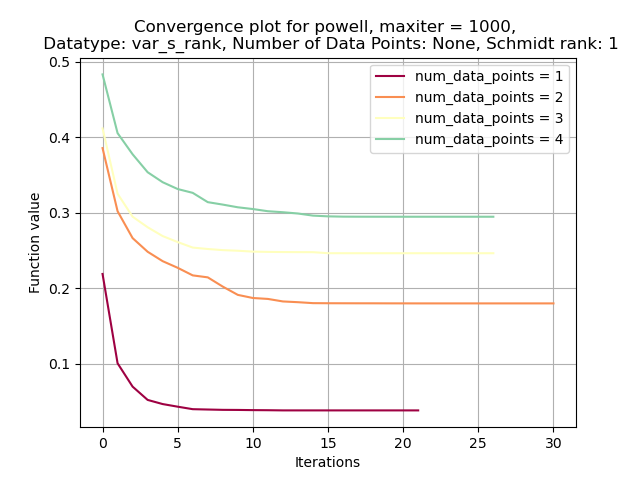 Convergence plot for powell, maxiter = 1000,
Datatype: var_s_rank, Number of Data Points: None, Schmidt rank: 1
0.5
0.4
0.3
0.2
0.1
Function value
num_data_points = 1
num_data_points = 2
num_data_points = 3
num_data_points = 4
0 5 10 15 20 25 30
Iterations